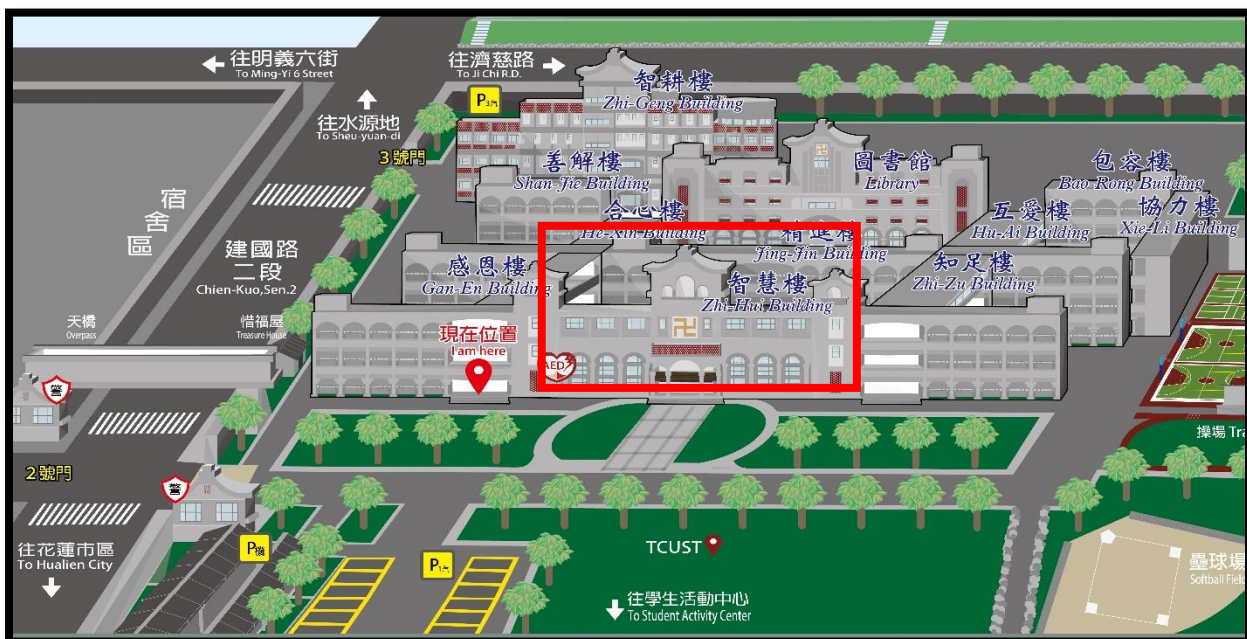 往明義六街
To Ming-Yi 6 Street
往濟慈路
To Ji Chi R.D.
智耕樓
Zhi-Geng Building
往水源地
To Sheu-yuan-di
3號門
善解樓
Shan Jie Building
圖書館
Library
包容樓
Bao Rong Building
宿舍區
合心樓
He-Xin Building
精進樓
Jing-Jin Building
互愛樓
Hu-Ai Building
協力樓
Xie-Li Building
建國路
二段
Chien-Kuo,Sen.2
感恩樓
Gan-En Building
智慧樓
Zhi-Hui Building
知足樓
Zhi-Zu Building
天橋
Overpass
惜福屋
Treasure House
現在位置
I am here
AED
警
操場 Tra
2號門
警
往花蓮市區
To Hualien City
P
P
P
TCUST
壘球場
Softball Field
往學生活動中心
To Student Activity Center